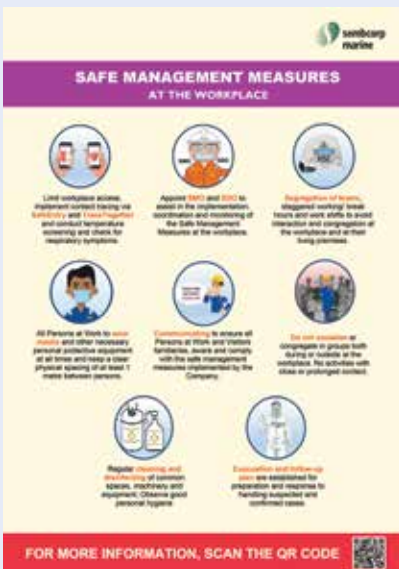 sembcorp
marine
SAFE MANAGEMENT MEASURES
AT THE WORKPLACE
Limit workplace access,
implement contact tracing via
SafeEntry and TraceTogether
and conduct temperature
screening and check for
respiratory symptoms.
Appoint SMO and SDO to
assist in the implementation,
coordination and monitoring of
the Safe Management
Measures at the workplace.
Segregation of teams,
staggered working/ break
hours and work shifts to avoid
interaction and congregation at
the workplace and at their
living premises.
All Persons at Work to wear
masks and other necessary
personal protective equipment
at all times and keep a clear
physical spacing of at least 1
metre between persons.
Communicating to ensure all
Persons at Work and Visitors
familiarise, aware and comply
with the safe management
measures implemented by the
Company.
Do not socialise or
congregate in groups both
during or outside at the
workplace. No activities with
close or prolonged contact.
Regular cleaning and
disinfecting of common
spaces, machinery and
equipment. Observe good
personal hygiene
Evacuation and follow-up
plan are established for
preparation and response to
handling suspected and
confirmed cases.
FOR MORE INFORMATION, SCAN THE QR CODE